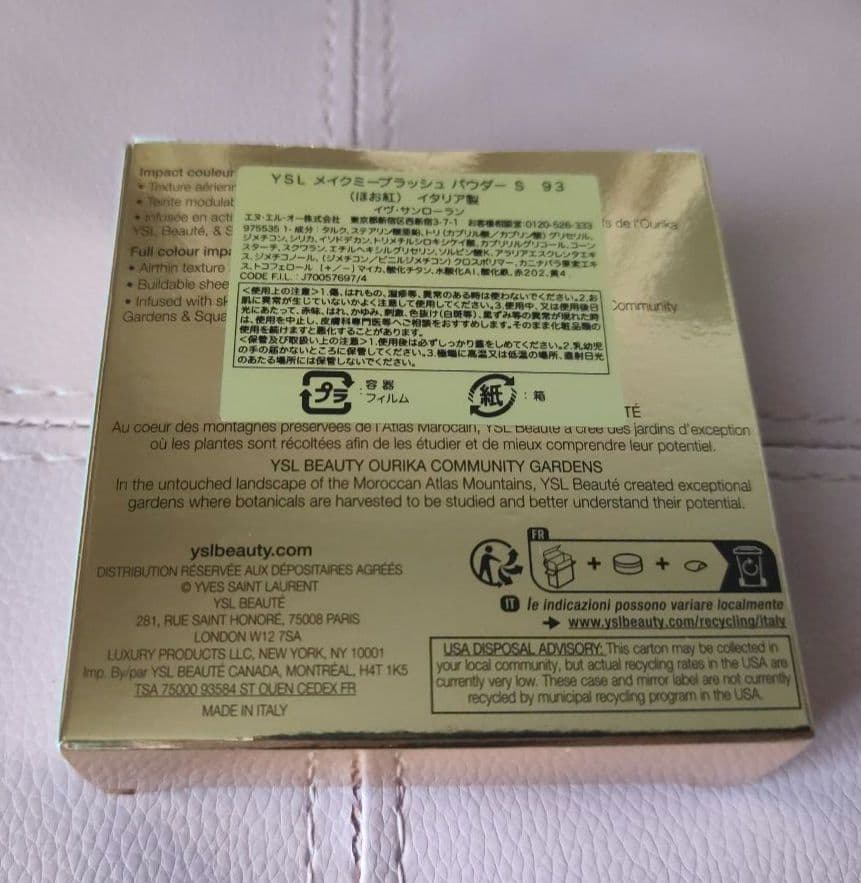 Impact couleur
• Texture aérienn
• Teinte modulab
• Infusée en acti
YSL Beauté, & S
ts de l'Ourika
Full colour impa
• Airthin texture
• Buildable shee
• Infused with sk
Community
Gardens & Squa
YSL メイクミーブラッシュ パウダー S 93
(ほお紅) イタリア製
イヴ・サンローラン
エヌ・エル・オー株式会社 東京都新宿区西新宿3-7-1 お客様相談室:0120-526-333
975535 1- 成分:タルク、ステアリン酸亜鉛、トリ(カプリル酸/カプリン酸)グリセリル、
ジメチコン、シリカ、イソドデカン、トリメチルシロキシケイ酸、カプリリルグリコール、コーン
スターチ、スクワラン、エチルヘキシルグリセリン、ソルビン酸K、アラリアエスクレンタエキ
ス、ジメチコノール、(ジメチコン/ビニルジメチコン)クロスポリマー、カニナバラ果実エキ
ス、トコフェロール [+/-] マイカ、酸化チタン、水酸化Al、酸化鉄、赤202、黄4
CODE F.I.L.: J70057697/4
<使用上の注意>1.傷、はれもの、湿疹等、異常のある時は使わないでください。2.お
肌に異常が生じていないかよく注意して使用してください。3.使用中、又は使用後日
光にあたって、赤味、はれ、かゆみ、刺激、色抜け(白斑等)、黒ずみ等の異常が現れた時
は、使用を中止し、皮膚科専門医等へご相談をおすすめします。そのまま化粧品類の
使用を続けますと悪化することがあります。
<保管及び取扱い上の注意>1.使用後は必ずしっかり蓋をしめてください。2.乳幼児
の手の届かないところに保管してください。3.極端に高温又は低温の場所、直射日光
のあたる場所には保管しないでください。
プラ : 容器
フィルム
紙 : 箱
TÉ
Au coeur des montagnes préservées de l'Atlas Marocain, YSL Beauté a créé des jardins d'exception
où les plantes sont récoltées afin de les étudier et de mieux comprendre leur potentiel.
YSL BEAUTY OURIKA COMMUNITY GARDENS
In the untouched landscape of the Moroccan Atlas Mountains, YSL Beauté created exceptional
gardens where botanicals are harvested to be studied and better understand their potential.
yslbeauty.com
DISTRIBUTION RÉSERVÉE AUX DÉPOSITAIRES AGRÉÉS
© YVES SAINT LAURENT
YSL BEAUTÉ
281, RUE SAINT HONORÉ, 75008 PARIS
LONDON W12 7SA
LUXURY PRODUCTS LLC, NEW YORK, NY 10001
Imp. By/par YSL BEAUTÉ CANADA, MONTRÉAL, H4T 1K5
TSA 75000 93584 ST OUEN CEDEX FR
MADE IN ITALY
FR
+ +
IT le indicazioni possono variare localmente
www.yslbeauty.com/recycling/italy
USA DISPOSAL ADVISORY: This carton may be collected in
your local community, but actual recycling rates in the USA are
currently very low. These case and mirror label are not currently
recycled by municipal recycling program in the USA.